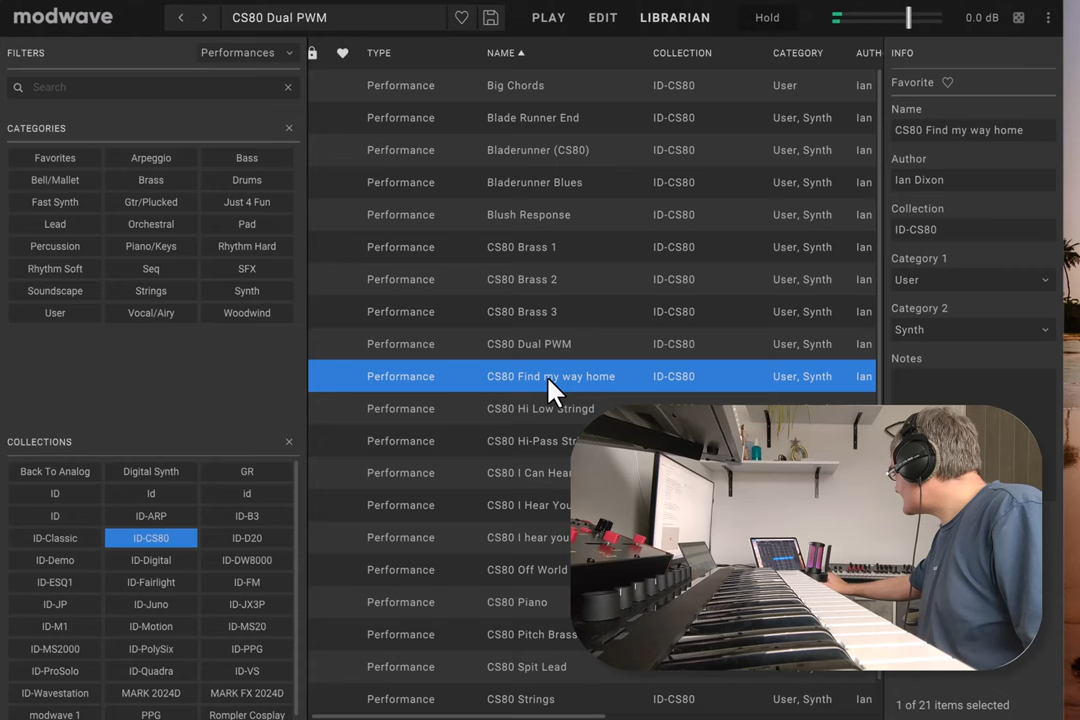 modwave CS80 Dual PWM PLAY EDIT LIBRARIAN Hold 0.0 dB
FILTERS Performances
Search
CATEGORIES
Favorites Arpeggio Bass
Bell/Mallet Brass Drums
Fast Synth Gtr/Plucked Just 4 Fun
Lead Orchestral Pad
Percussion Piano/Keys Rhythm Hard
Rhythm Soft Seq SFX
Soundscape Strings Synth
User Vocal/Airy Woodwind
COLLECTIONS
Back To Analog Digital Synth GR
ID Id id
ID ID-ARP ID-B3
ID-Classic ID-CS80 ID-D20
ID-Demo ID-Digital ID-DW8000
ID-ESQ1 ID-Fairlight ID-FM
ID-JP ID-Juno ID-JX3P
ID-M1 ID-Motion ID-MS20
ID-MS2000 ID-PolySix ID-PPG
ID-ProSolo ID-Quadra ID-VS
ID-Wavestation MARK 2024D MARK FX 2024D
modwave 1 PPG Rompler Cosplay
TYPE NAME COLLECTION CATEGORY AUTH
Performance Big Chords ID-CS80 User Ian
Performance Blade Runner End ID-CS80 User, Synth Ian
Performance Bladerunner (CS80) ID-CS80 User, Synth Ian
Performance Bladerunner Blues ID-CS80 User, Synth Ian
Performance Blush Response ID-CS80 User, Synth Ian
Performance CS80 Brass 1 ID-CS80 User, Synth Ian
Performance CS80 Brass 2 ID-CS80 User, Synth Ian
Performance CS80 Brass 3 ID-CS80 User, Synth Ian
Performance CS80 Dual PWM ID-CS80 User, Synth Ian
Performance CS80 Find my way home ID-CS80 User, Synth Ian
Performance CS80 Hi Low Stringd
Performance CS80 Hi-Pass Stri
Performance CS80 I Can Hear
Performance CS80 I Hear You
Performance CS80 I hear you
Performance CS80 Off World
Performance CS80 Piano
Performance CS80 Pitch Brass
Performance CS80 Spit Lead
Performance CS80 Strings ID-CS80 User, Synth Ian
INFO
Favorite
Name
CS80 Find my way home
Author
Ian Dixon
Collection
ID-CS80
Category 1
User
Category 2
Synth
Notes
1 of 21 items selected